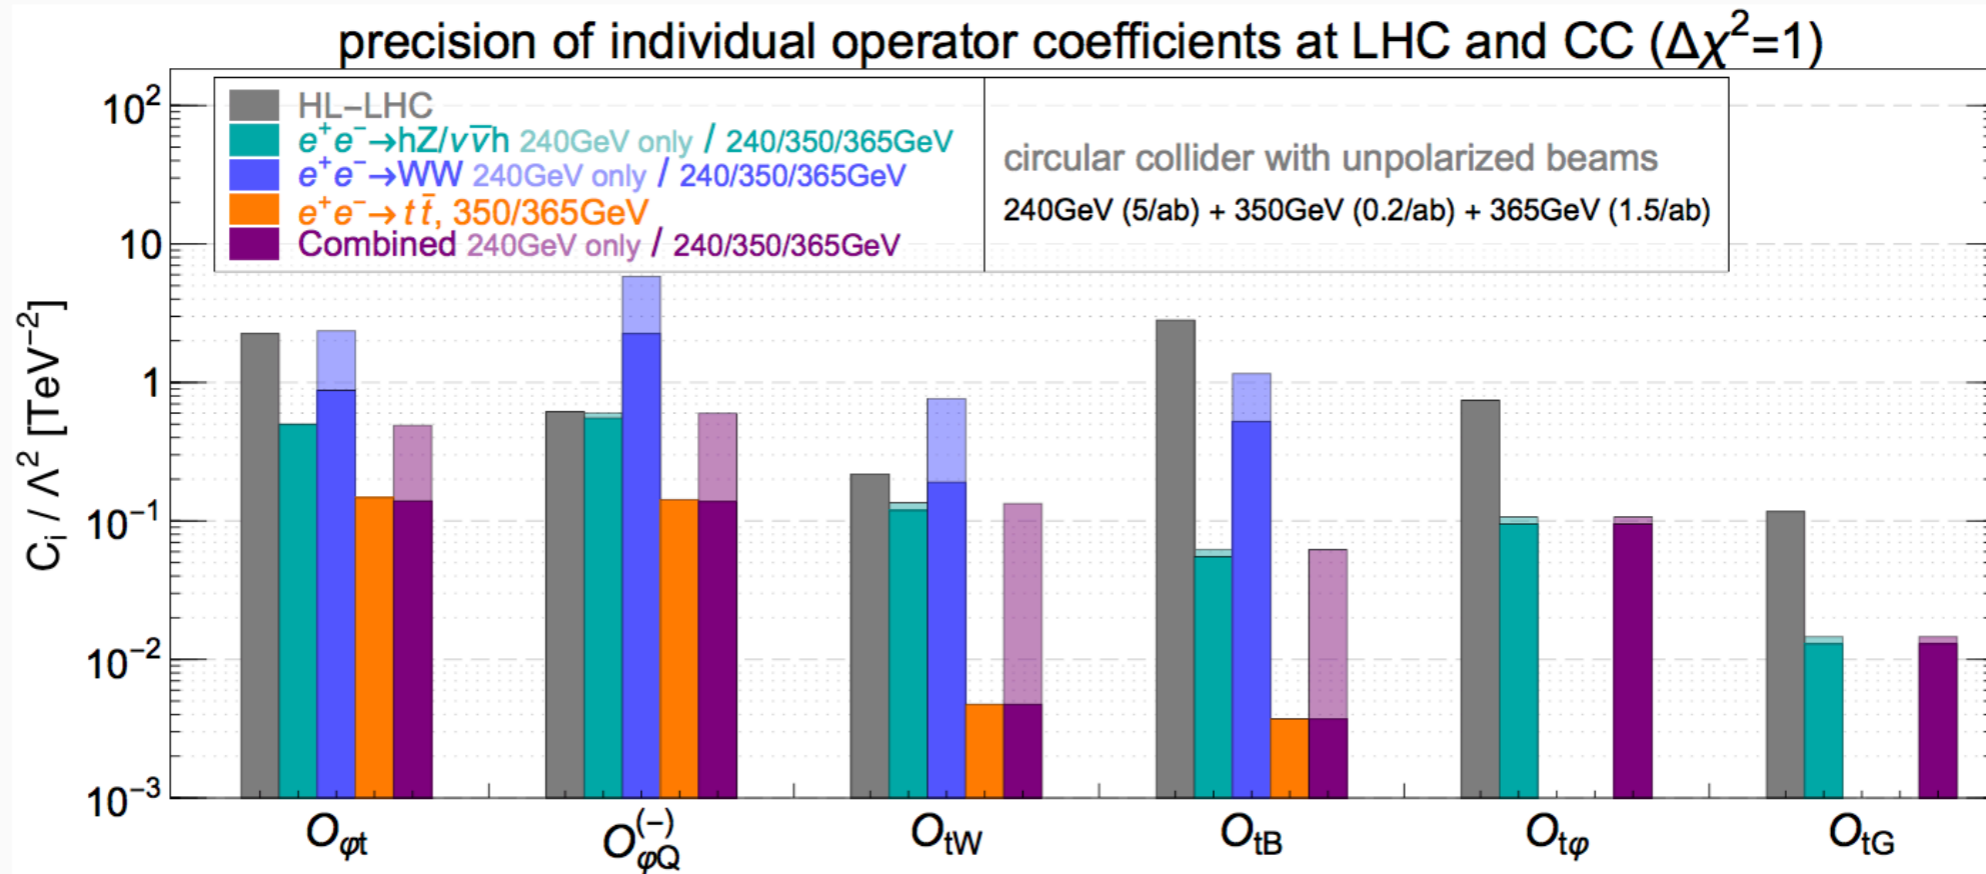 precision of individual operator coefficients at LHC and CC (Δχ²=1)
HL−LHC
e⁺e⁻→hZ/νν̅h 240GeV only / 240/350/365GeV
e⁺e⁻→WW 240GeV only / 240/350/365GeV
e⁺e⁻→tt̅, 350/365GeV
Combined 240GeV only / 240/350/365GeV
circular collider with unpolarized beams
240GeV (5/ab) + 350GeV (0.2/ab) + 365GeV (1.5/ab)
Cᵢ / Λ² [TeV⁻²]
10²
10
1
10⁻¹
10⁻²
10⁻³
O_φt
O_φQ^(−)
O_tW
O_tB
O_tφ
O_tG